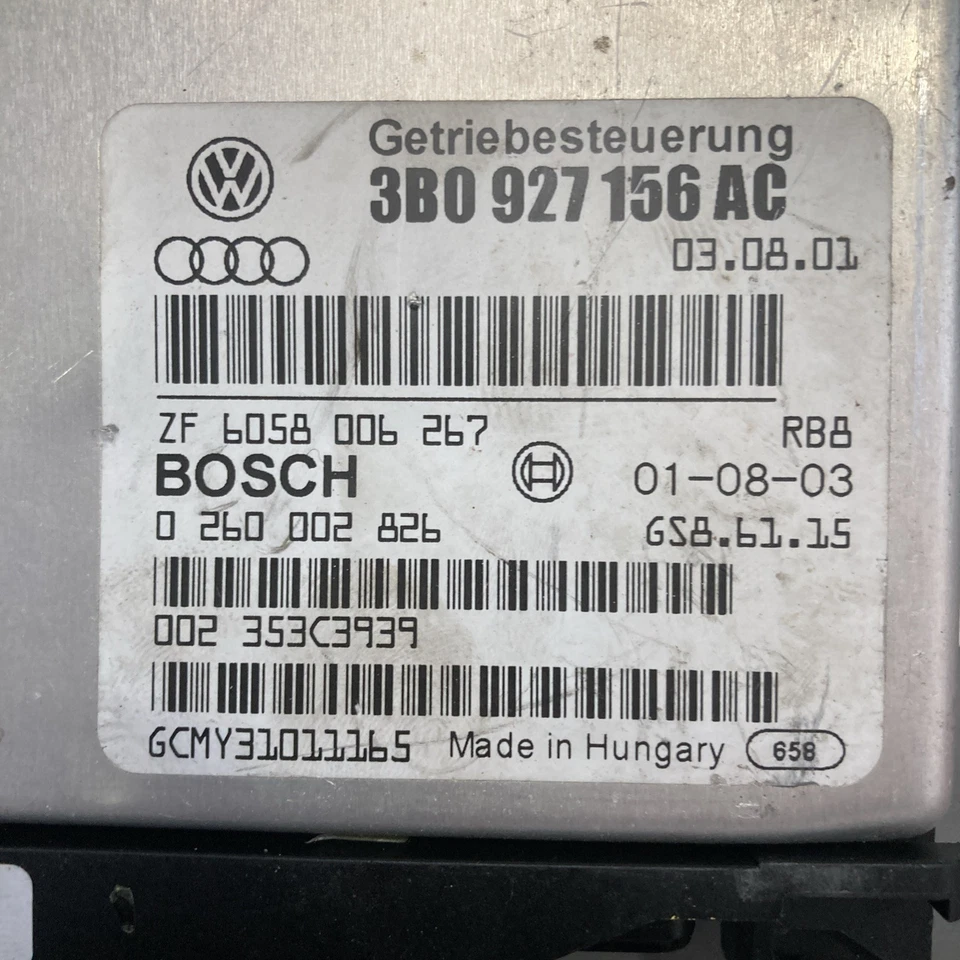 Getriebesteuerung
3B0 927 156 AC
03.08.01
ZF 6058 006 267 RB8
BOSCH 01-08-03
0 260 002 826 GS8.61.15
002 353C3939
GCMY31011165 Made in Hungary 658